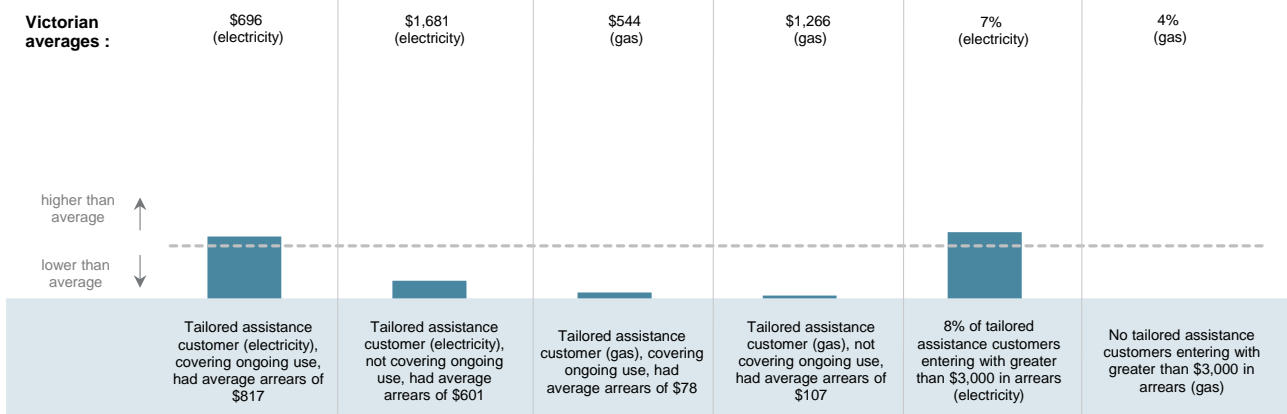 Victorian
averages :
$696
(electricity)
$1,681
(electricity)
$544
(gas)
$1,266
(gas)
7%
(electricity)
4%
(gas)
higher than
average
lower than
average
Tailored assistance
customer (electricity),
covering ongoing use,
had average arrears of
$817
Tailored assistance
customer (electricity),
not covering ongoing
use, had average
arrears of $601
Tailored assistance
customer (gas), covering
ongoing use, had
average arrears of $78
Tailored assistance
customer (gas), not
covering ongoing use,
had average arrears of
$107
8% of tailored
assistance customers
entering with greater
than $3,000 in arrears
(electricity)
No tailored assistance
customers entering with
greater than $3,000 in
arrears (gas)